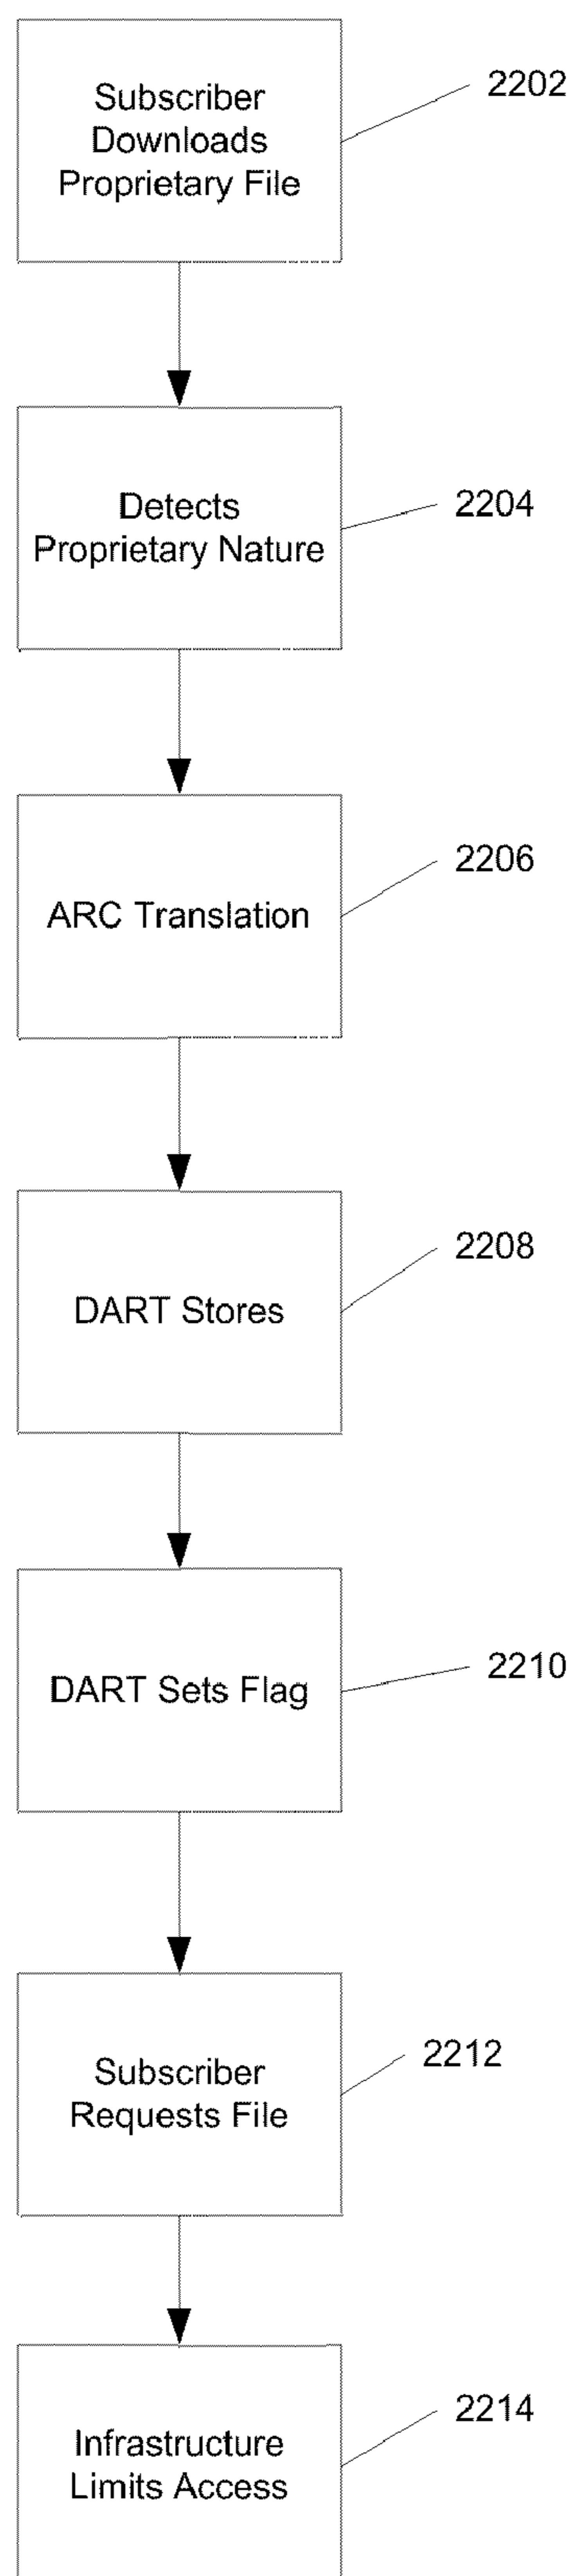 Subscriber
Downloads
Proprietary File
2202
Detects
Proprietary Nature
2204
ARC Translation
2206
DART Stores
2208
DART Sets Flag
2210
Subscriber
Requests File
2212
Infrastructure
Limits Access
2214